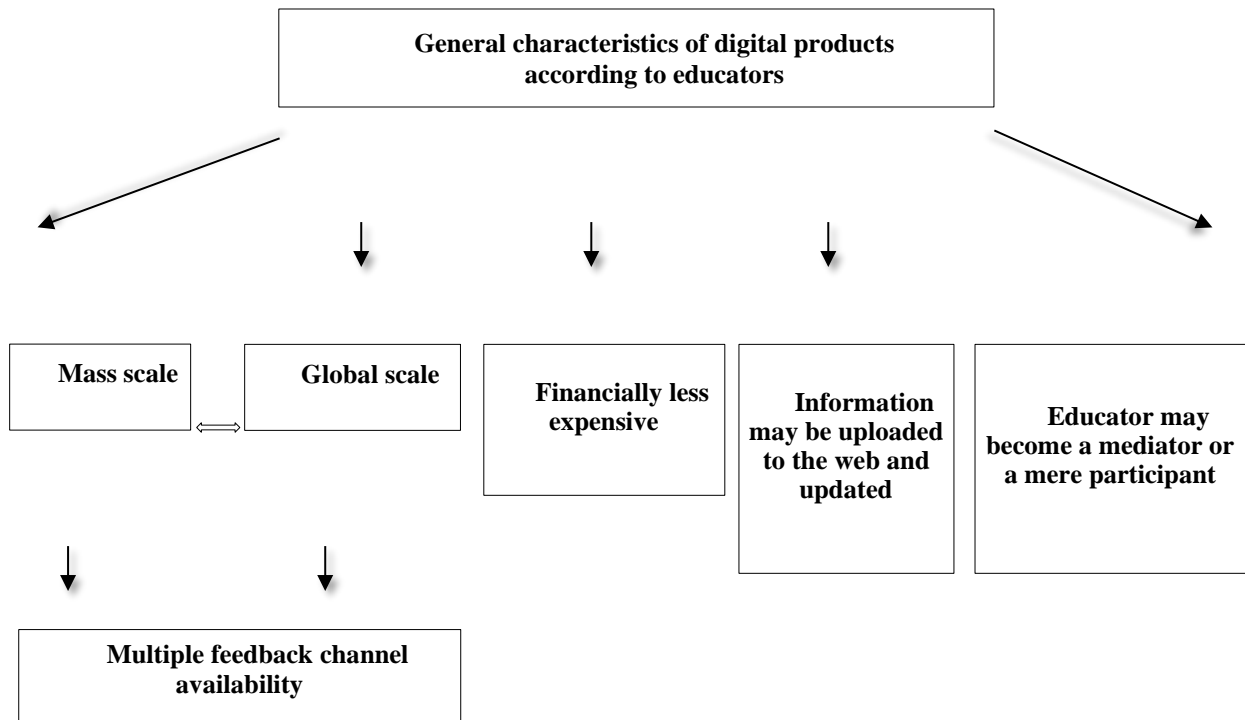 General characteristics of digital products
according to educators
Mass scale
Global scale
Financially less
expensive
Information
may be uploaded
to the web and
updated
Educator may
become a mediator or
a mere participant
Multiple feedback channel
availability